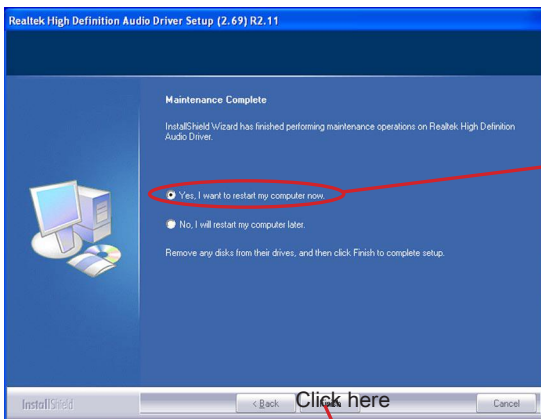 Realtek High Definition Audio Driver Setup (2.69) R2.11
Maintenance Complete
InstallShield Wizard has finished performing maintenance operations on Realtek High Definition
Audio Driver.
Yes, I want to restart my computer now.
No, I will restart my computer later.
Remove any disks from their drives, and then click Finish to complete setup.
InstallShield
< Back
Click here
Cancel